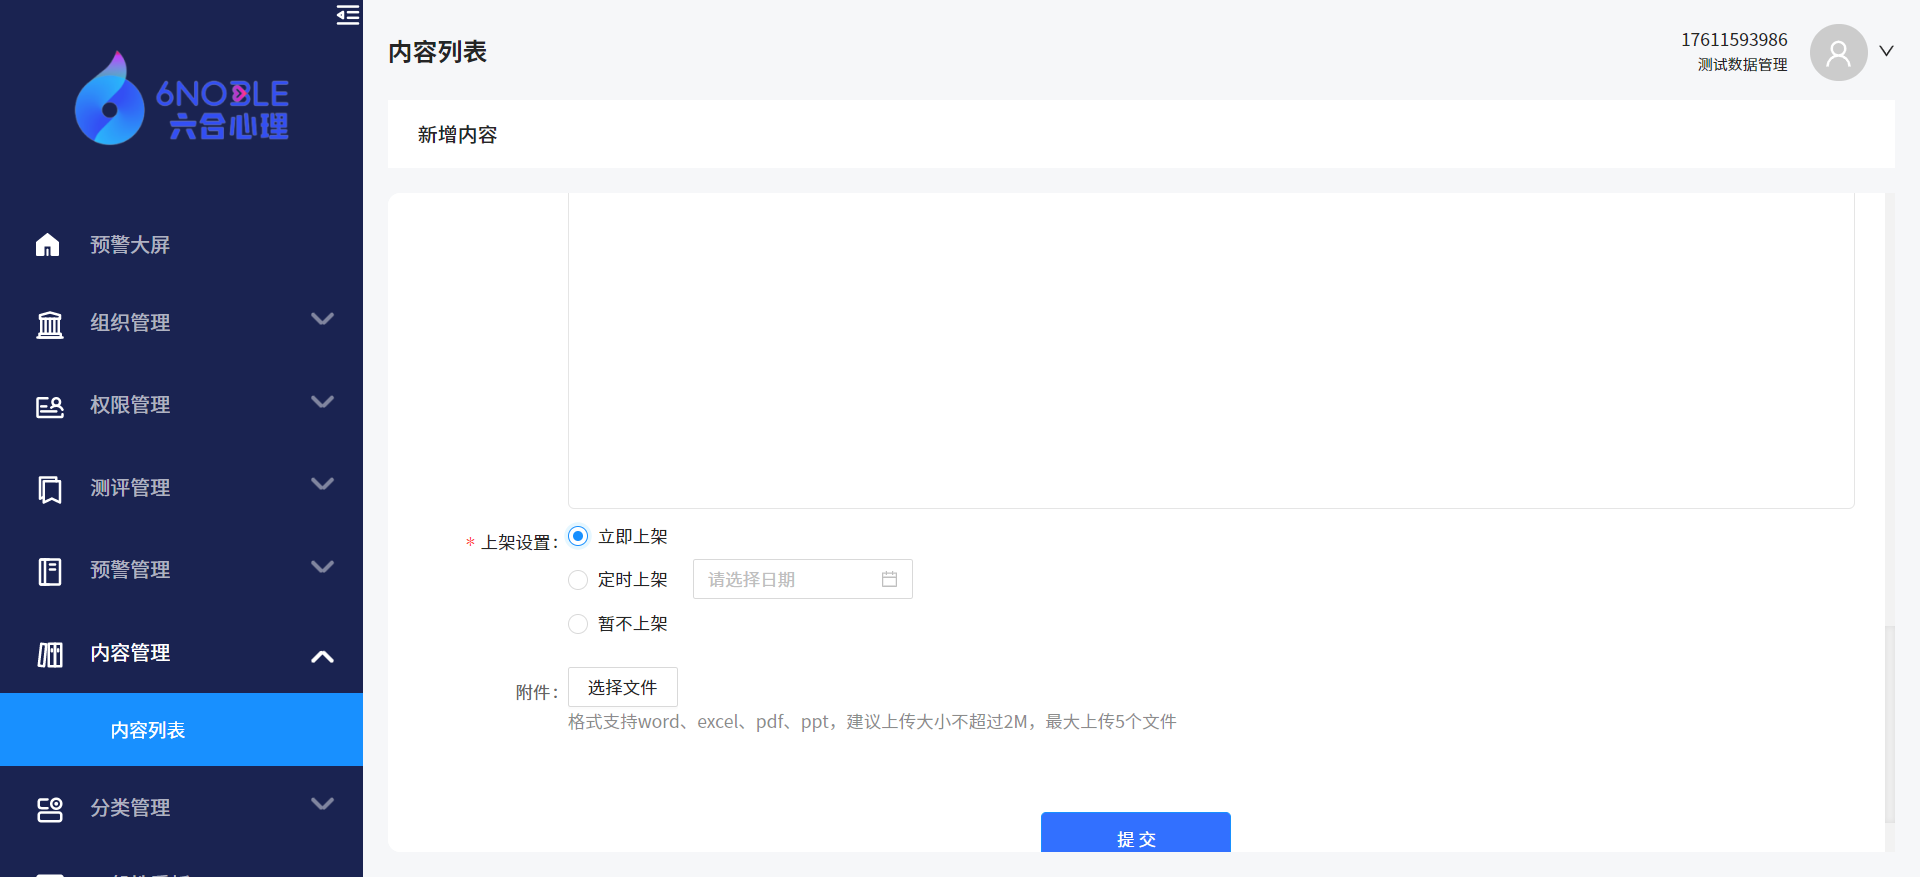 6NOBLE
六合心理
预警大屏
组织管理
权限管理
测评管理
预警管理
内容管理
内容列表
分类管理
内容列表
17611593986
测试数据管理
新增内容
* 上架设置：
立即上架
定时上架 请选择日期
暂不上架
附件：
选择文件
格式支持word、excel、pdf、ppt，建议上传大小不超过2M，最大上传5个文件
提 交